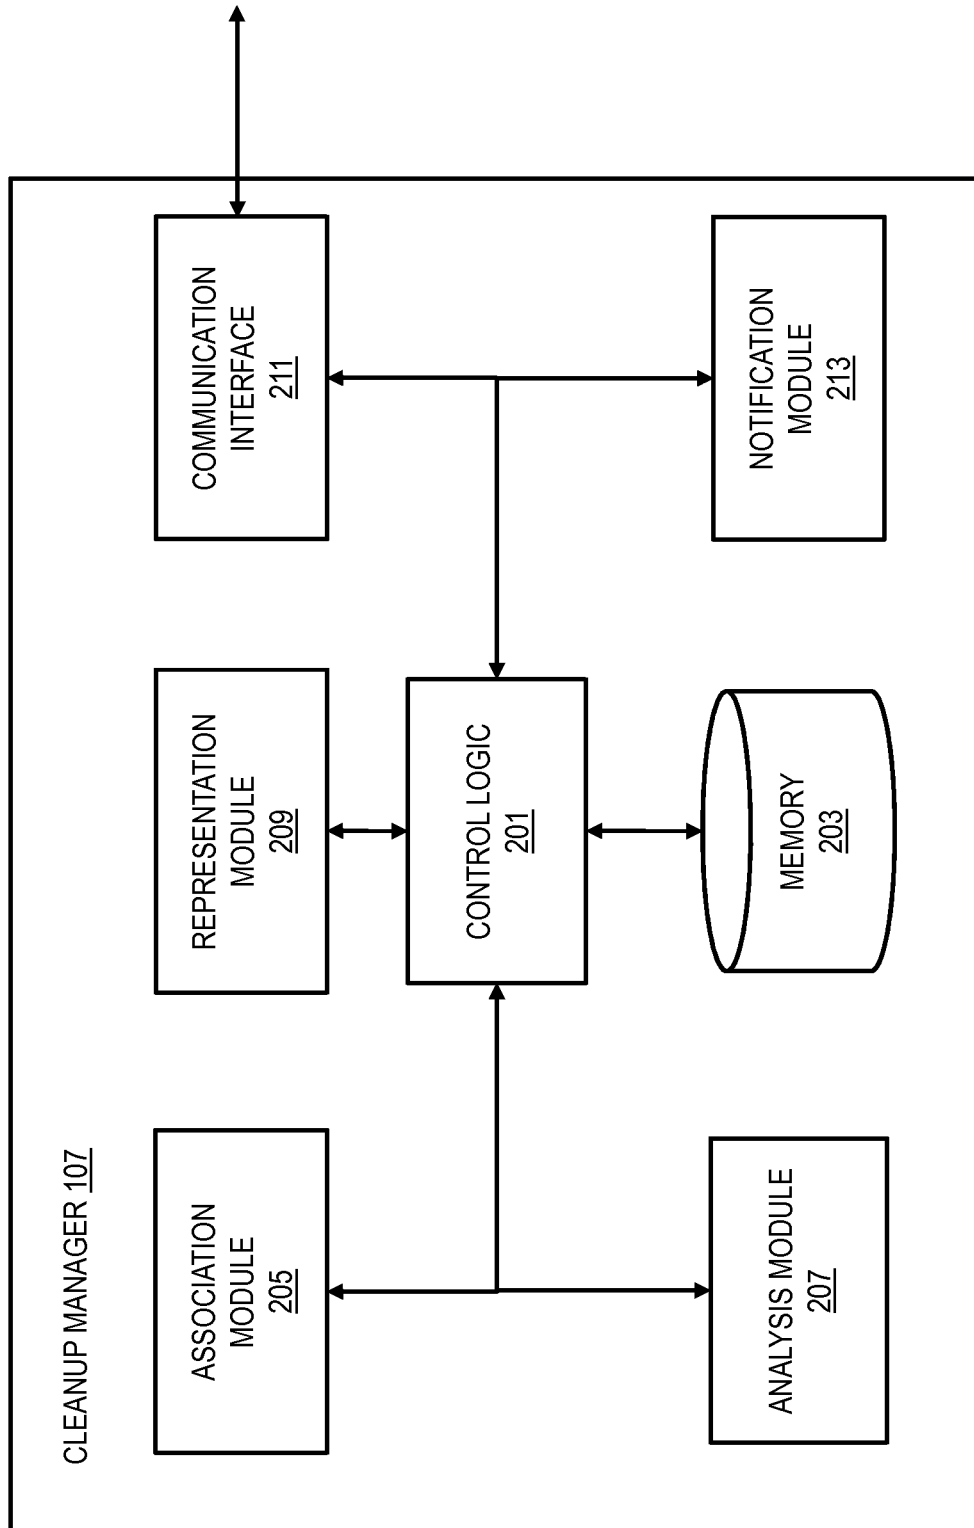 CLEANUP MANAGER 107
ASSOCIATION
MODULE
205
REPRESENTATION
MODULE
209
COMMUNICATION
INTERFACE
211
CONTROL LOGIC
201
ANALYSIS MODULE
207
MEMORY
203
NOTIFICATION
MODULE
213